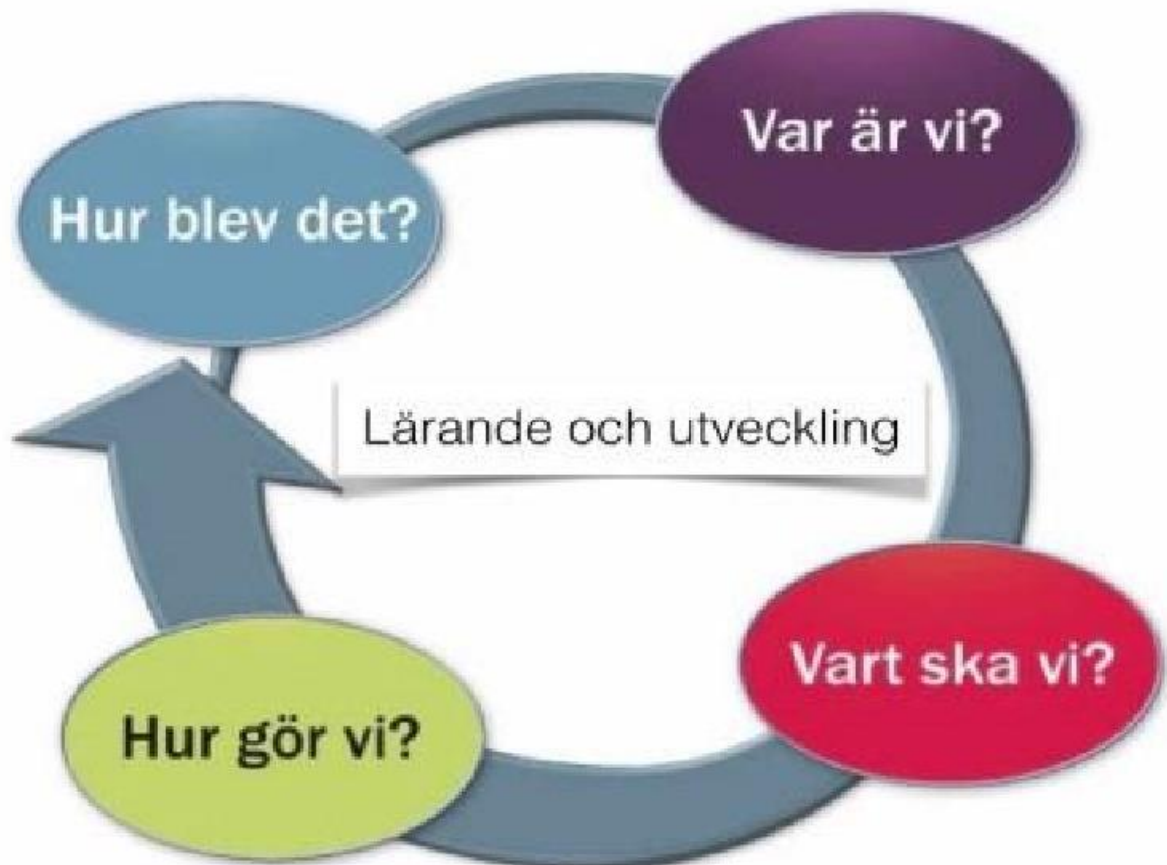 Var är vi?
Hur blev det?
Lärande och utveckling
Vart ska vi?
Hur gör vi?